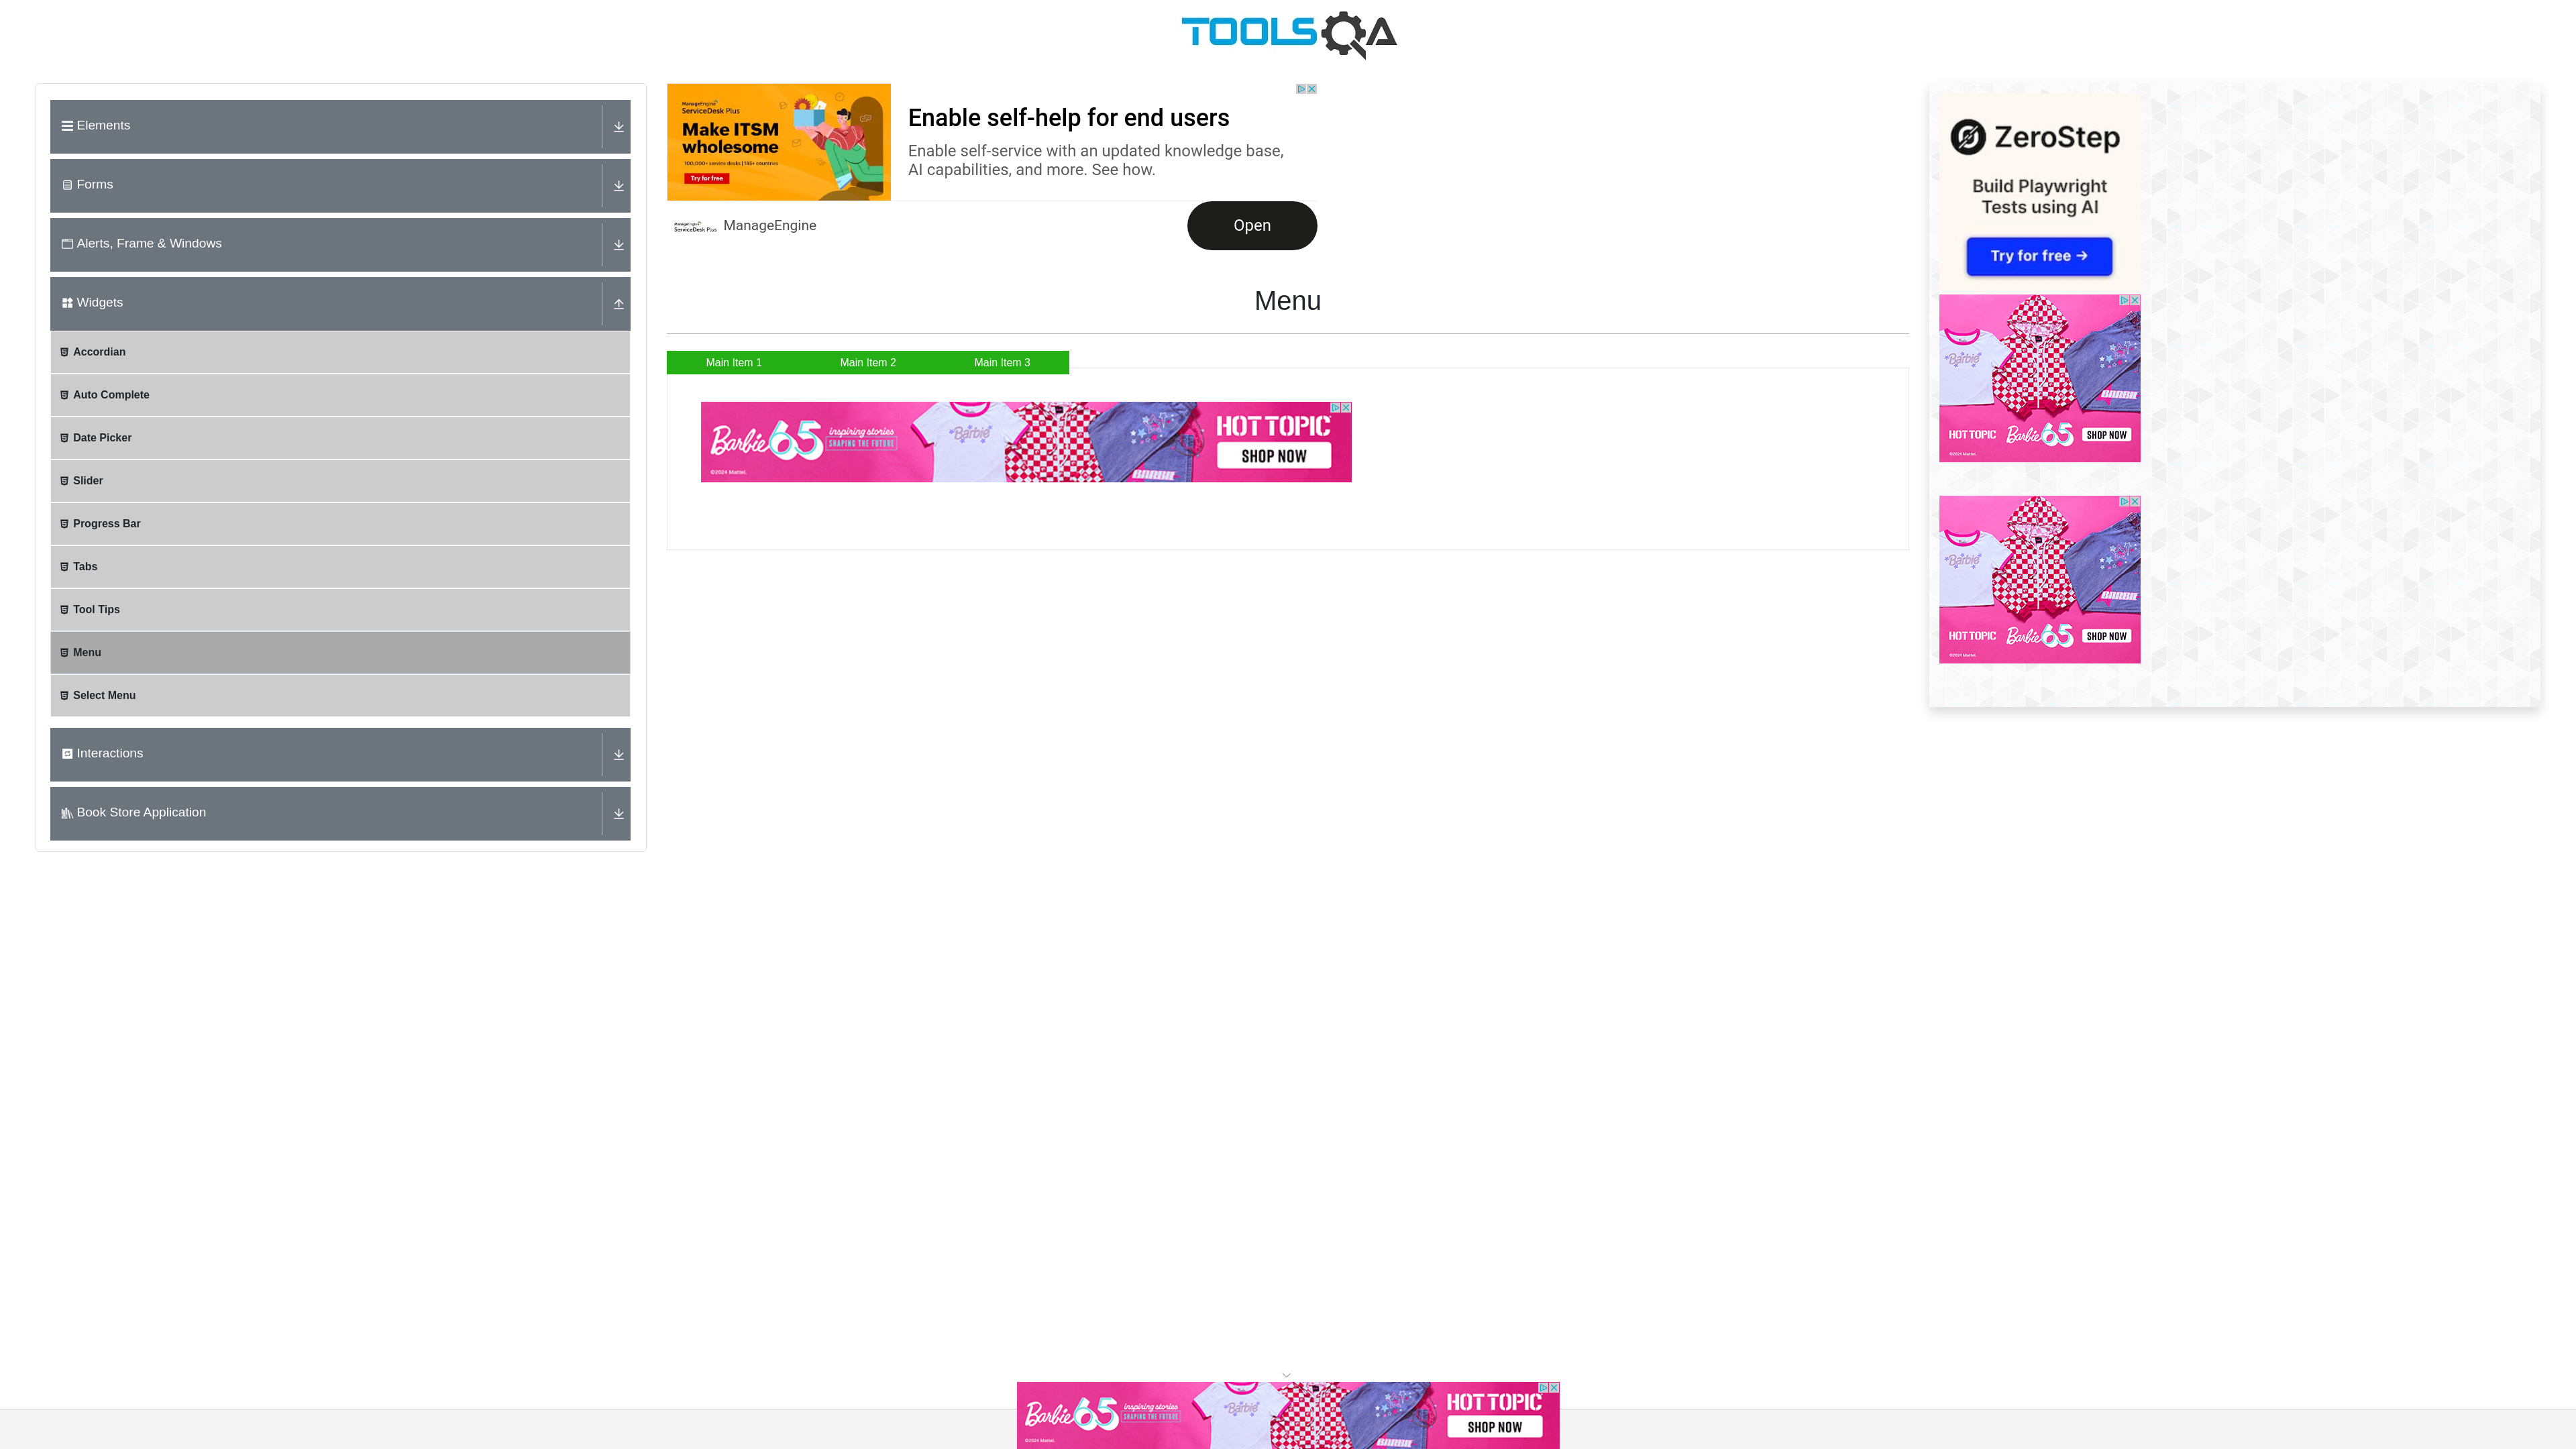 TOOLSQA
Elements
Forms
Alerts, Frame & Windows
Widgets
Accordian
Auto Complete
Date Picker
Slider
Progress Bar
Tabs
Tool Tips
Menu
Select Menu
Interactions
Book Store Application
ManageEngine
ServiceDesk Plus
Make ITSM
wholesome
100,000+ service desks | 185+ countries
Try for free
Enable self-help for end users
Enable self-service with an updated knowledge base,
AI capabilities, and more. See how.
ManageEngine
ServiceDesk Plus
ManageEngine
Open
Menu
Main Item 1
Main Item 2
Main Item 3
Barbie 65
inspiring stories
SHAPING THE FUTURE
©2024 Mattel.
Barbie
BARBIE
HOT TOPIC
SHOP NOW
ZeroStep
Build Playwright
Tests using AI
Try for free →
Barbie
BARBIE
HOT TOPIC
Barbie 65
SHOP NOW
©2024 Mattel.
Barbie
BARBIE
HOT TOPIC
Barbie 65
SHOP NOW
©2024 Mattel.
Barbie 65
inspiring stories
SHAPING THE FUTURE
©2024 Mattel.
Barbie
BARBIE
HOT TOPIC
SHOP NOW